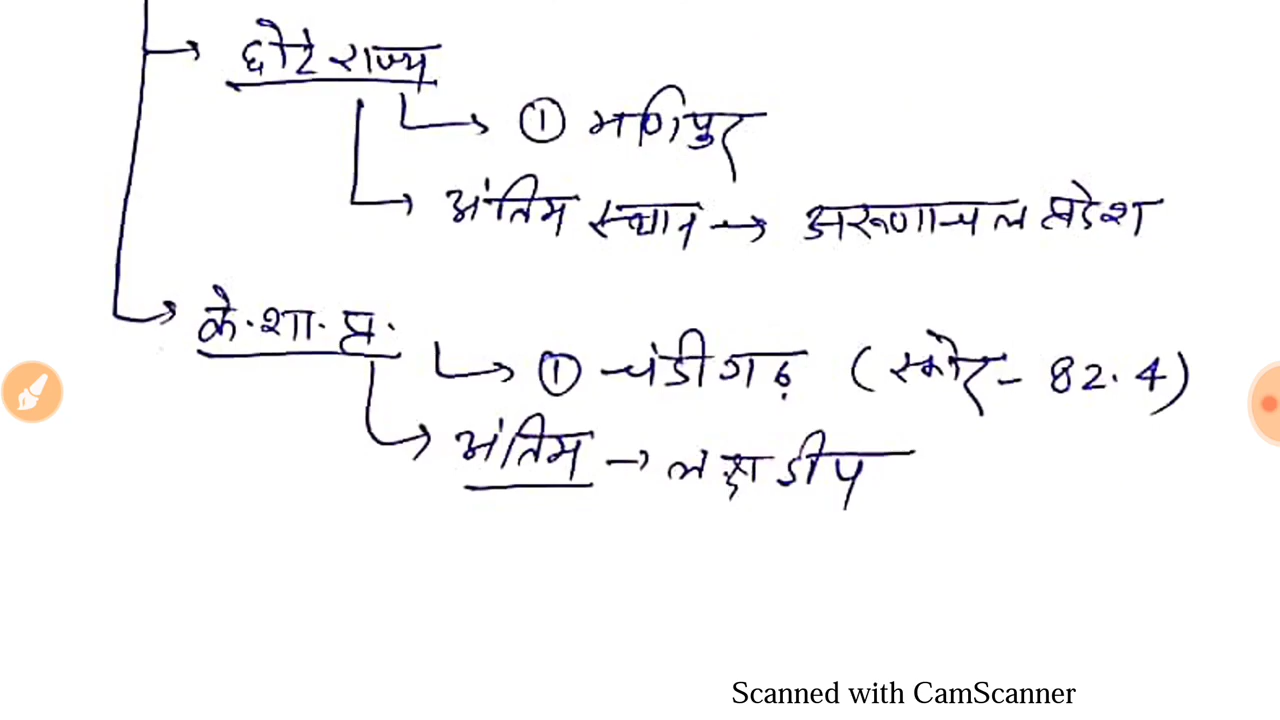 छोटे राज्य
① मणिपुर
अंतिम स्थान → अरूणाचल प्रदेश
के.शा.प्र.
① चंडीगढ़ (स्कोर - 82.4)
अंतिम → लक्षद्वीप
Scanned with CamScanner